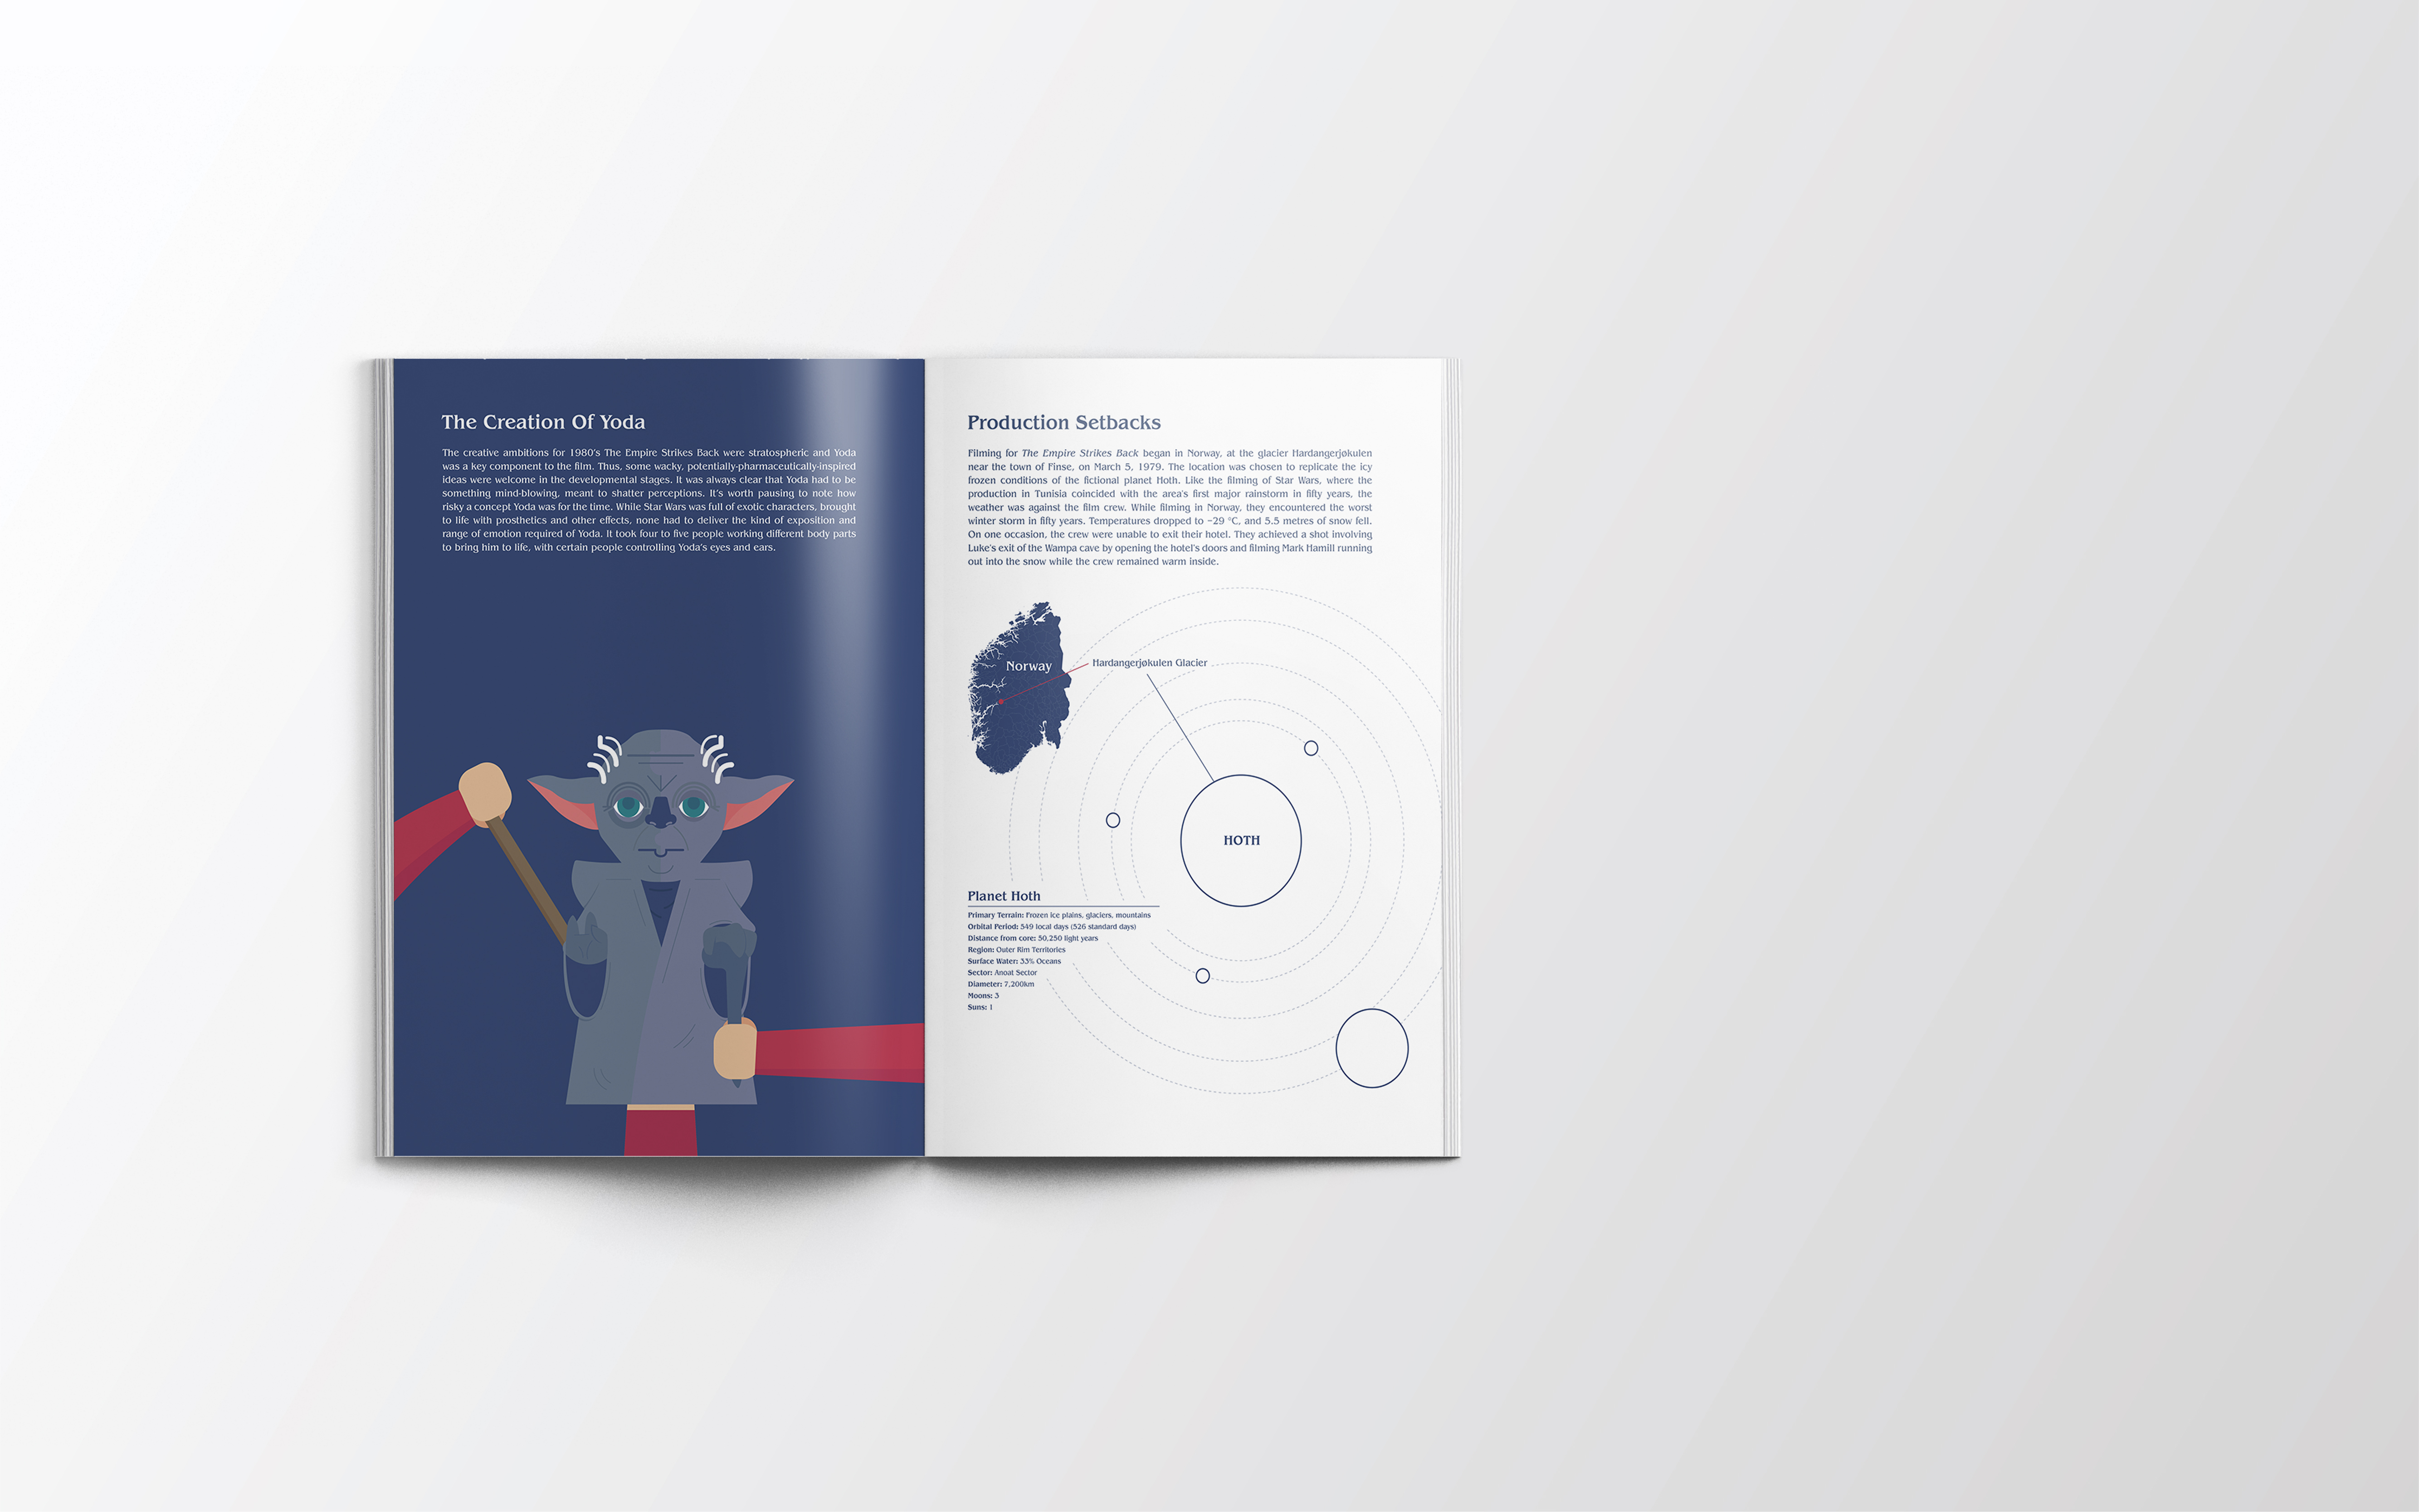 The Creation Of Yoda
The creative ambitions for 1980's The Empire Strikes Back were stratospheric and Yoda
was a key component to the film. Thus, some wacky, potentially-pharmaceutically-inspired
ideas were welcome in the developmental stages. It was always clear that Yoda had to be
something mind-blowing, meant to shatter perceptions. It's worth pausing to note how
risky a concept Yoda was for the time. While Star Wars was full of exotic characters, brought
to life with prosthetics and other effects, none had to deliver the kind of exposition and
range of emotion required of Yoda. It took four to five people working different body parts
to bring him to life, with certain people controlling Yoda's eyes and ears.
Production Setbacks
Filming for The Empire Strikes Back began in Norway, at the glacier Hardangerjøkulen
near the town of Finse, on March 5, 1979. The location was chosen to replicate the icy
frozen conditions of the fictional planet Hoth. Like the filming of Star Wars, where the
production in Tunisia coincided with the area's first major rainstorm in fifty years, the
weather was against the film crew. While filming in Norway, they encountered the worst
winter storm in fifty years. Temperatures dropped to −29 °C, and 5.5 metres of snow fell.
On one occasion, the crew were unable to exit their hotel. They achieved a shot involving
Luke's exit of the Wampa cave by opening the hotel's doors and filming Mark Hamill running
out into the snow while the crew remained warm inside.
Norway
Hardangerjøkulen Glacier
HOTH
Planet Hoth
Primary Terrain: Frozen ice plains, glaciers, mountains
Orbital Period: 549 local days (526 standard days)
Distance from core: 50,250 light years
Region: Outer Rim Territories
Surface Water: 33% Oceans
Sector: Anoat Sector
Diameter: 7,200km
Moons: 3
Suns: 1